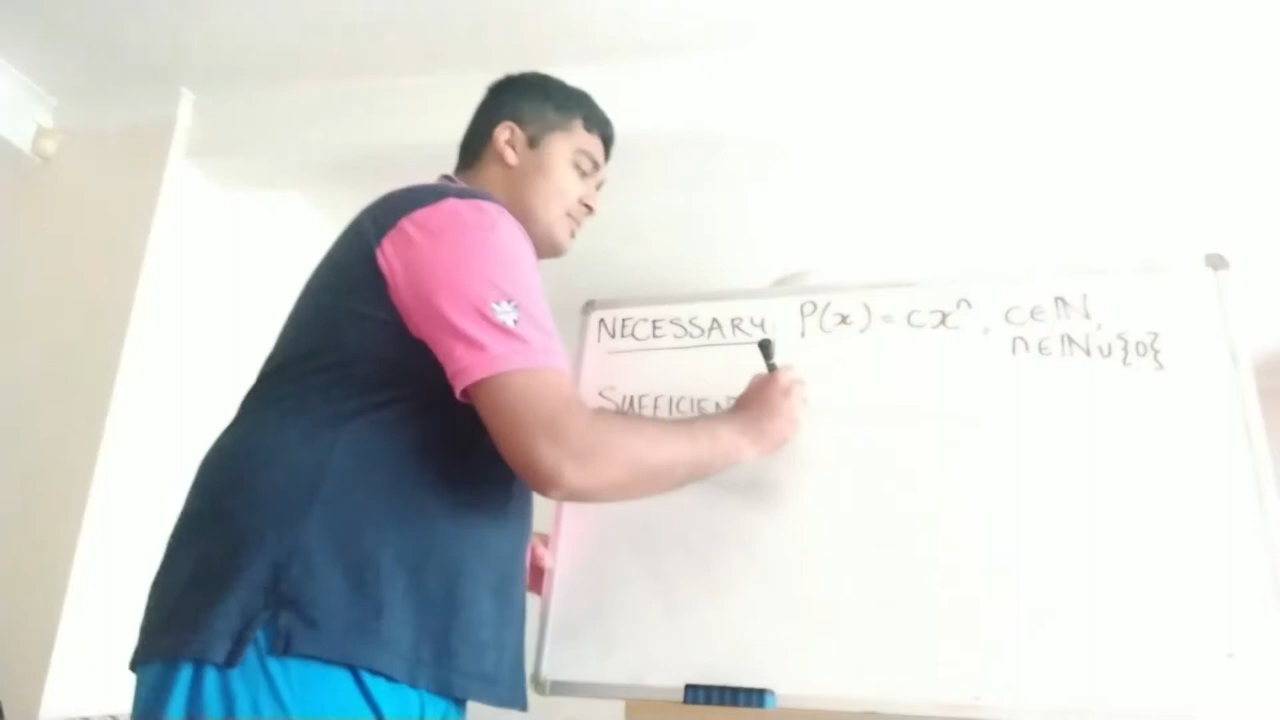 NECESSARY P(x) = cx^n, c∈ℕ,
n∈ℕ∪{0}
SUFFICIENT